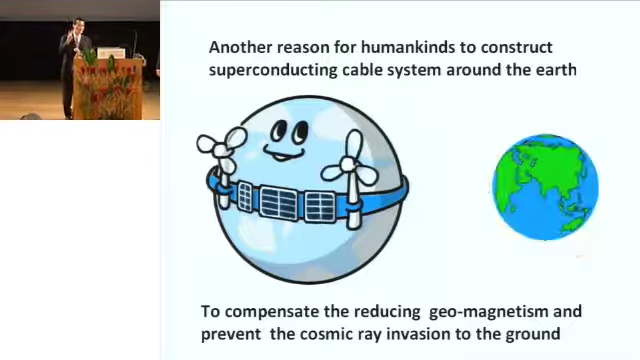 Another reason for humankinds to construct
superconducting cable system around the earth
To compensate the reducing geo-magnetism and
prevent the cosmic ray invasion to the ground